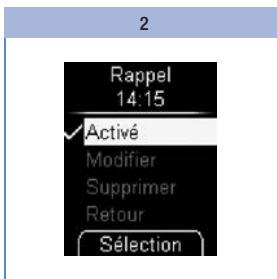 2
Rappel
14:15
Activé
Modifier
Supprimer
Retour
Sélection